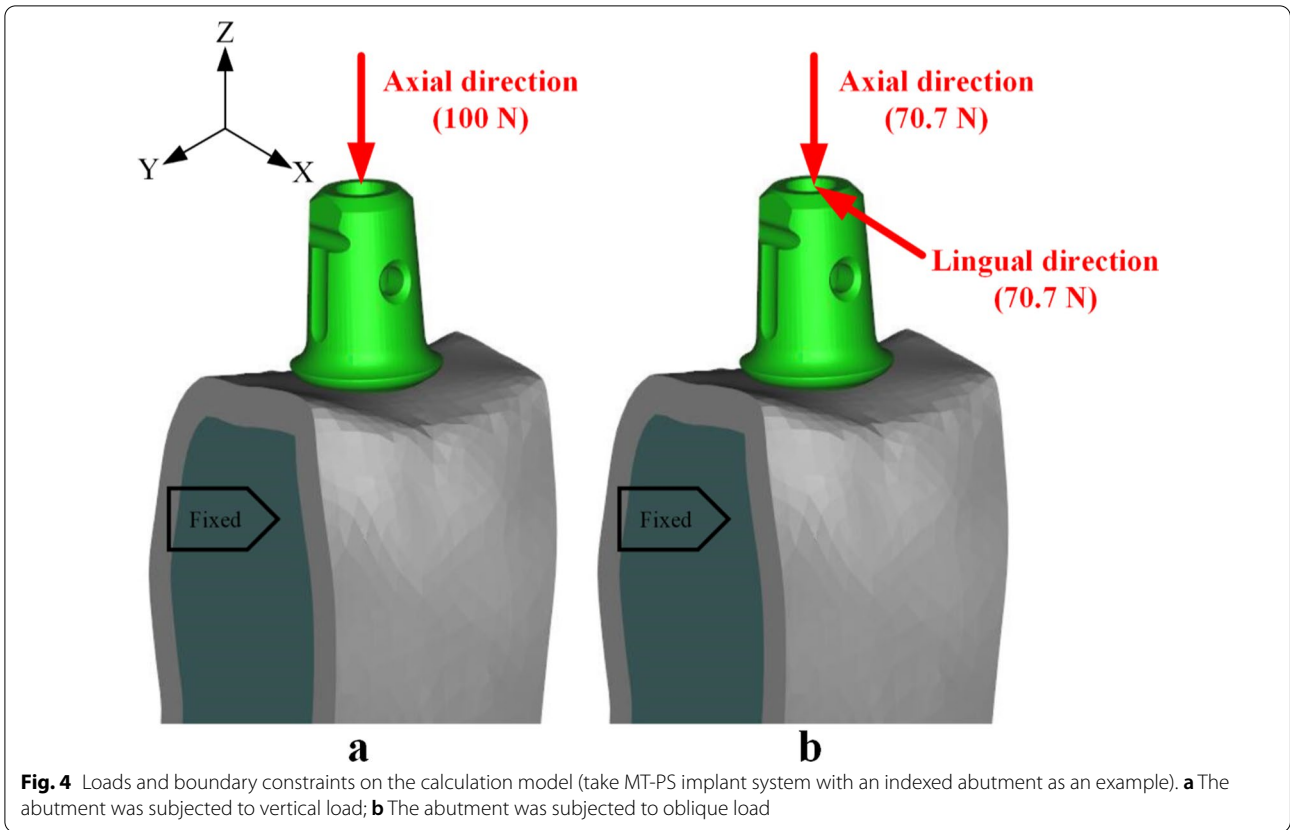 Z
Y
X
Axial direction
(100 N)
Fixed
a
Axial direction
(70.7 N)
Lingual direction
(70.7 N)
Fixed
b
Fig. 4 Loads and boundary constraints on the calculation model (take MT-PS implant system with an indexed abutment as an example). a The
abutment was subjected to vertical load; b The abutment was subjected to oblique load